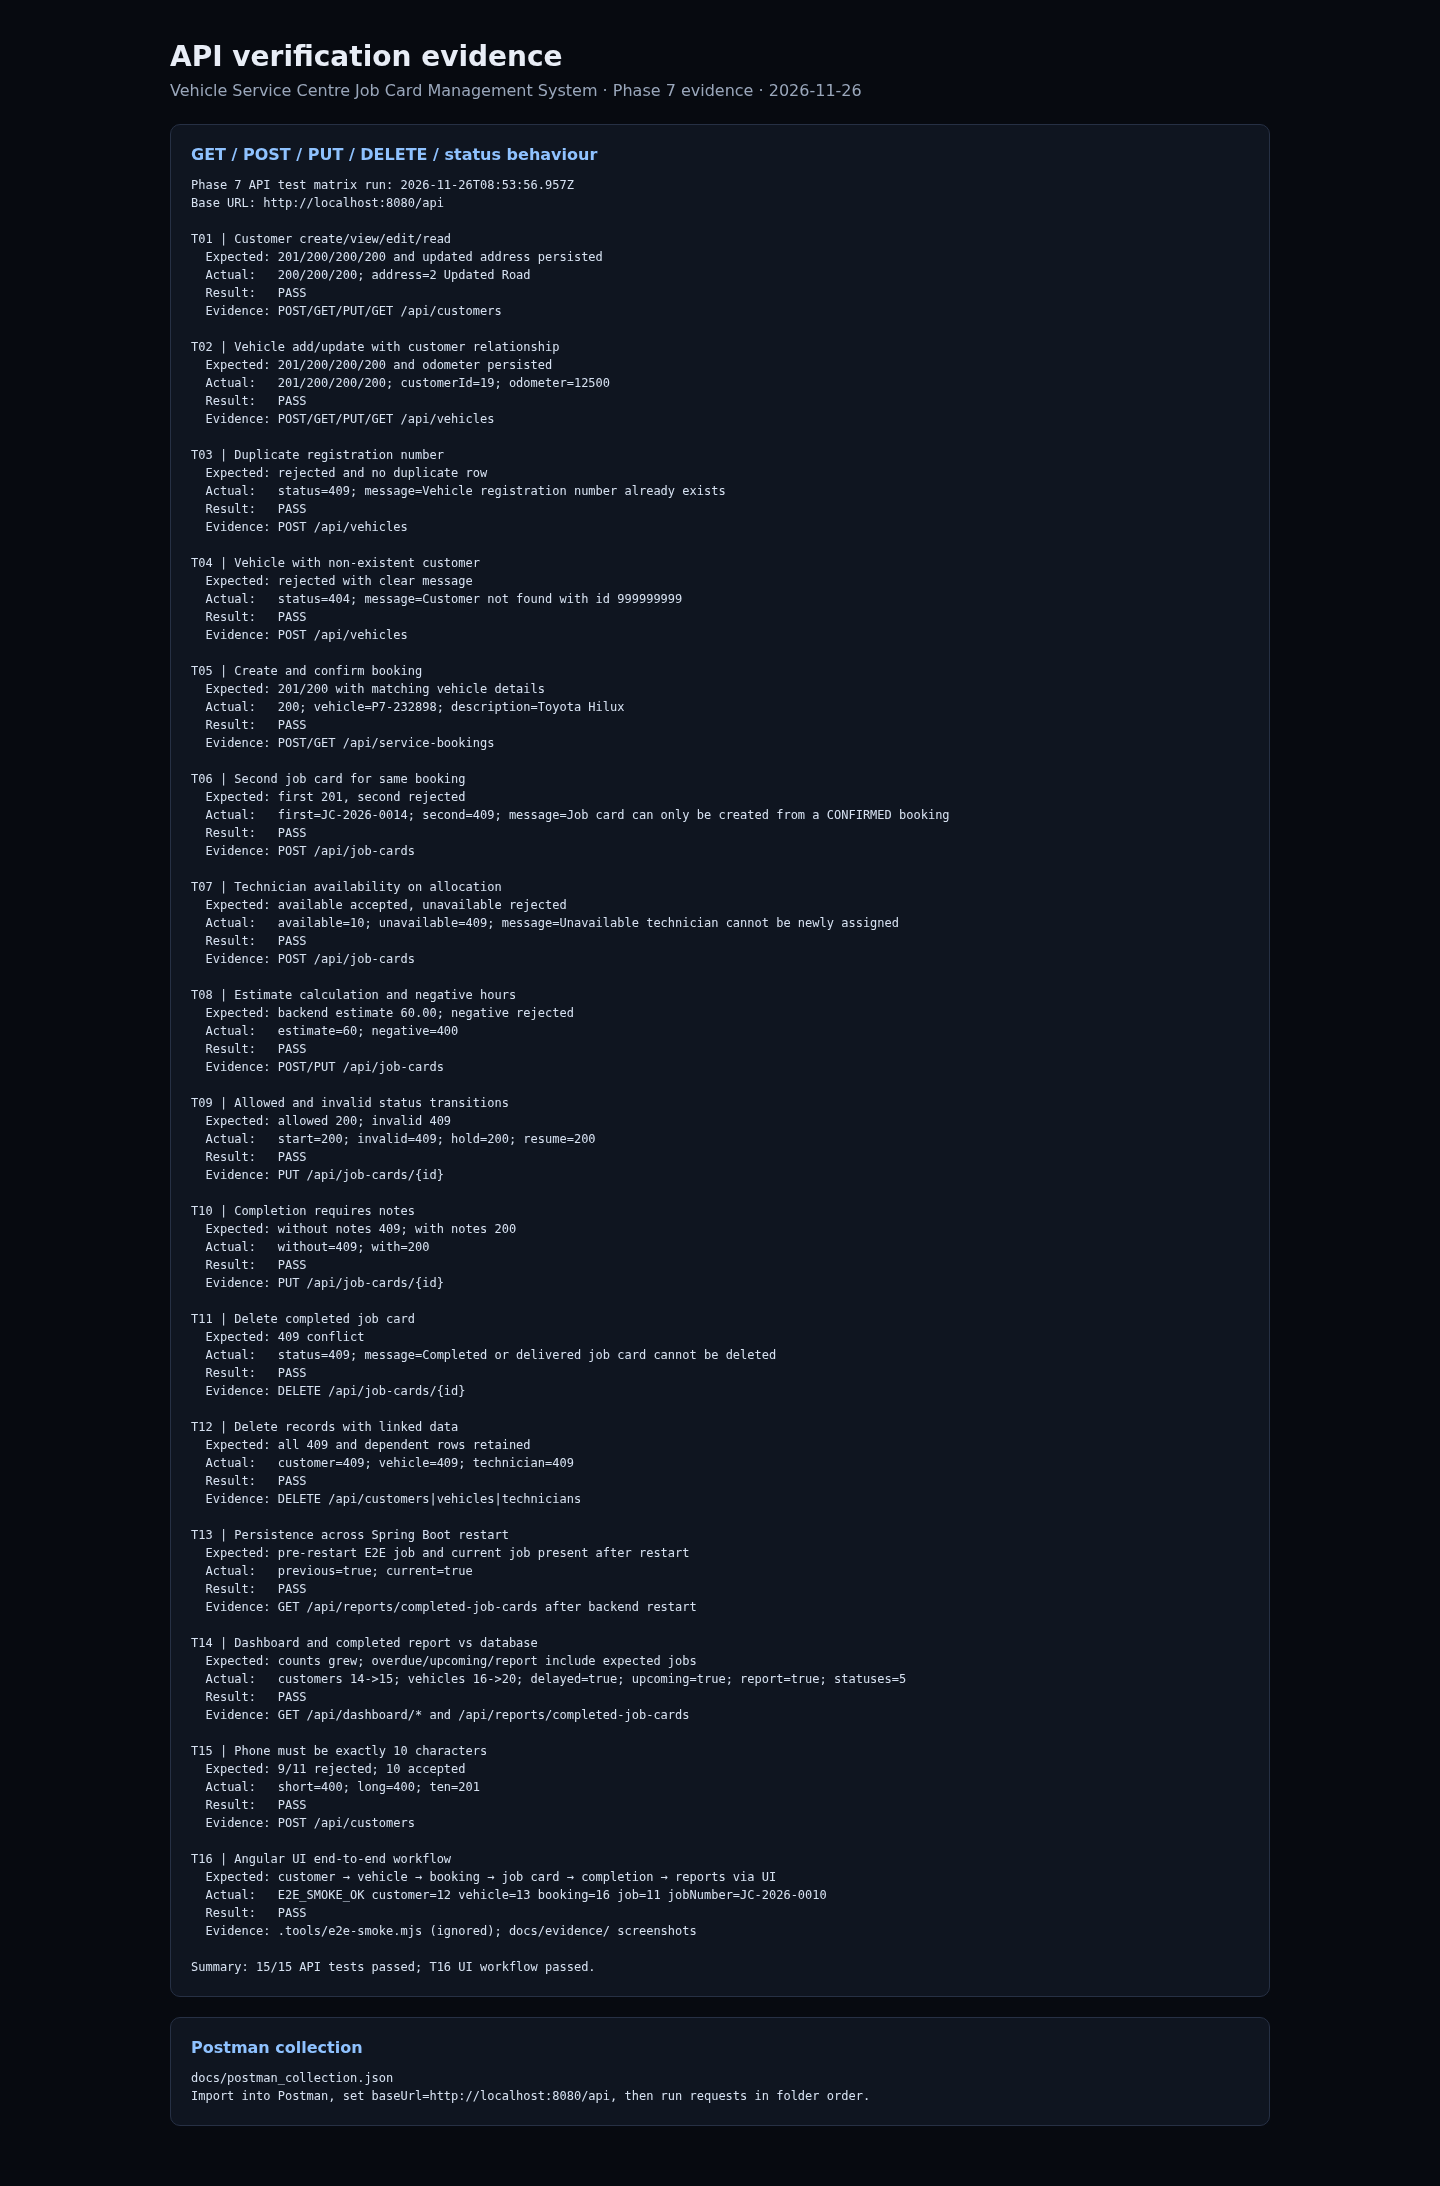 API verification evidence
Vehicle Service Centre Job Card Management System · Phase 7 evidence · 2026-11-26
GET / POST / PUT / DELETE / status behaviour
Phase 7 API test matrix run: 2026-11-26T08:53:56.957Z
Base URL: http://localhost:8080/api
T01 | Customer create/view/edit/read
Expected: 201/200/200/200 and updated address persisted
Actual:   200/200/200; address=2 Updated Road
Result:   PASS
Evidence: POST/GET/PUT/GET /api/customers
T02 | Vehicle add/update with customer relationship
Expected: 201/200/200/200 and odometer persisted
Actual:   201/200/200/200; customerId=19; odometer=12500
Result:   PASS
Evidence: POST/GET/PUT/GET /api/vehicles
T03 | Duplicate registration number
Expected: rejected and no duplicate row
Actual:   status=409; message=Vehicle registration number already exists
Result:   PASS
Evidence: POST /api/vehicles
T04 | Vehicle with non-existent customer
Expected: rejected with clear message
Actual:   status=404; message=Customer not found with id 999999999
Result:   PASS
Evidence: POST /api/vehicles
T05 | Create and confirm booking
Expected: 201/200 with matching vehicle details
Actual:   200; vehicle=P7-232898; description=Toyota Hilux
Result:   PASS
Evidence: POST/GET /api/service-bookings
T06 | Second job card for same booking
Expected: first 201, second rejected
Actual:   first=JC-2026-0014; second=409; message=Job card can only be created from a CONFIRMED booking
Result:   PASS
Evidence: POST /api/job-cards
T07 | Technician availability on allocation
Expected: available accepted, unavailable rejected
Actual:   available=10; unavailable=409; message=Unavailable technician cannot be newly assigned
Result:   PASS
Evidence: POST /api/job-cards
T08 | Estimate calculation and negative hours
Expected: backend estimate 60.00; negative rejected
Actual:   estimate=60; negative=400
Result:   PASS
Evidence: POST/PUT /api/job-cards
T09 | Allowed and invalid status transitions
Expected: allowed 200; invalid 409
Actual:   start=200; invalid=409; hold=200; resume=200
Result:   PASS
Evidence: PUT /api/job-cards/{id}
T10 | Completion requires notes
Expected: without notes 409; with notes 200
Actual:   without=409; with=200
Result:   PASS
Evidence: PUT /api/job-cards/{id}
T11 | Delete completed job card
Expected: 409 conflict
Actual:   status=409; message=Completed or delivered job card cannot be deleted
Result:   PASS
Evidence: DELETE /api/job-cards/{id}
T12 | Delete records with linked data
Expected: all 409 and dependent rows retained
Actual:   customer=409; vehicle=409; technician=409
Result:   PASS
Evidence: DELETE /api/customers|vehicles|technicians
T13 | Persistence across Spring Boot restart
Expected: pre-restart E2E job and current job present after restart
Actual:   previous=true; current=true
Result:   PASS
Evidence: GET /api/reports/completed-job-cards after backend restart
T14 | Dashboard and completed report vs database
Expected: counts grew; overdue/upcoming/report include expected jobs
Actual:   customers 14->15; vehicles 16->20; delayed=true; upcoming=true; report=true; statuses=5
Result:   PASS
Evidence: GET /api/dashboard/* and /api/reports/completed-job-cards
T15 | Phone must be exactly 10 characters
Expected: 9/11 rejected; 10 accepted
Actual:   short=400; long=400; ten=201
Result:   PASS
Evidence: POST /api/customers
T16 | Angular UI end-to-end workflow
Expected: customer → vehicle → booking → job card → completion → reports via UI
Actual:   E2E_SMOKE_OK customer=12 vehicle=13 booking=16 job=11 jobNumber=JC-2026-0010
Result:   PASS
Evidence: .tools/e2e-smoke.mjs (ignored); docs/evidence/ screenshots
Summary: 15/15 API tests passed; T16 UI workflow passed.
Postman collection
docs/postman_collection.json
Import into Postman, set baseUrl=http://localhost:8080/api, then run requests in folder order.